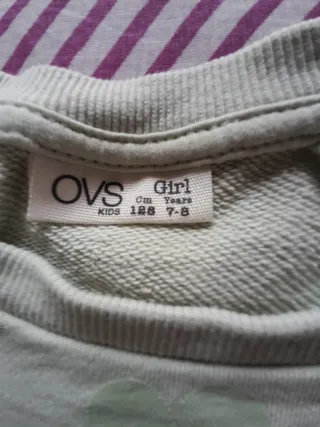 OVS Girl
KIDS Cm Years
128 7-8